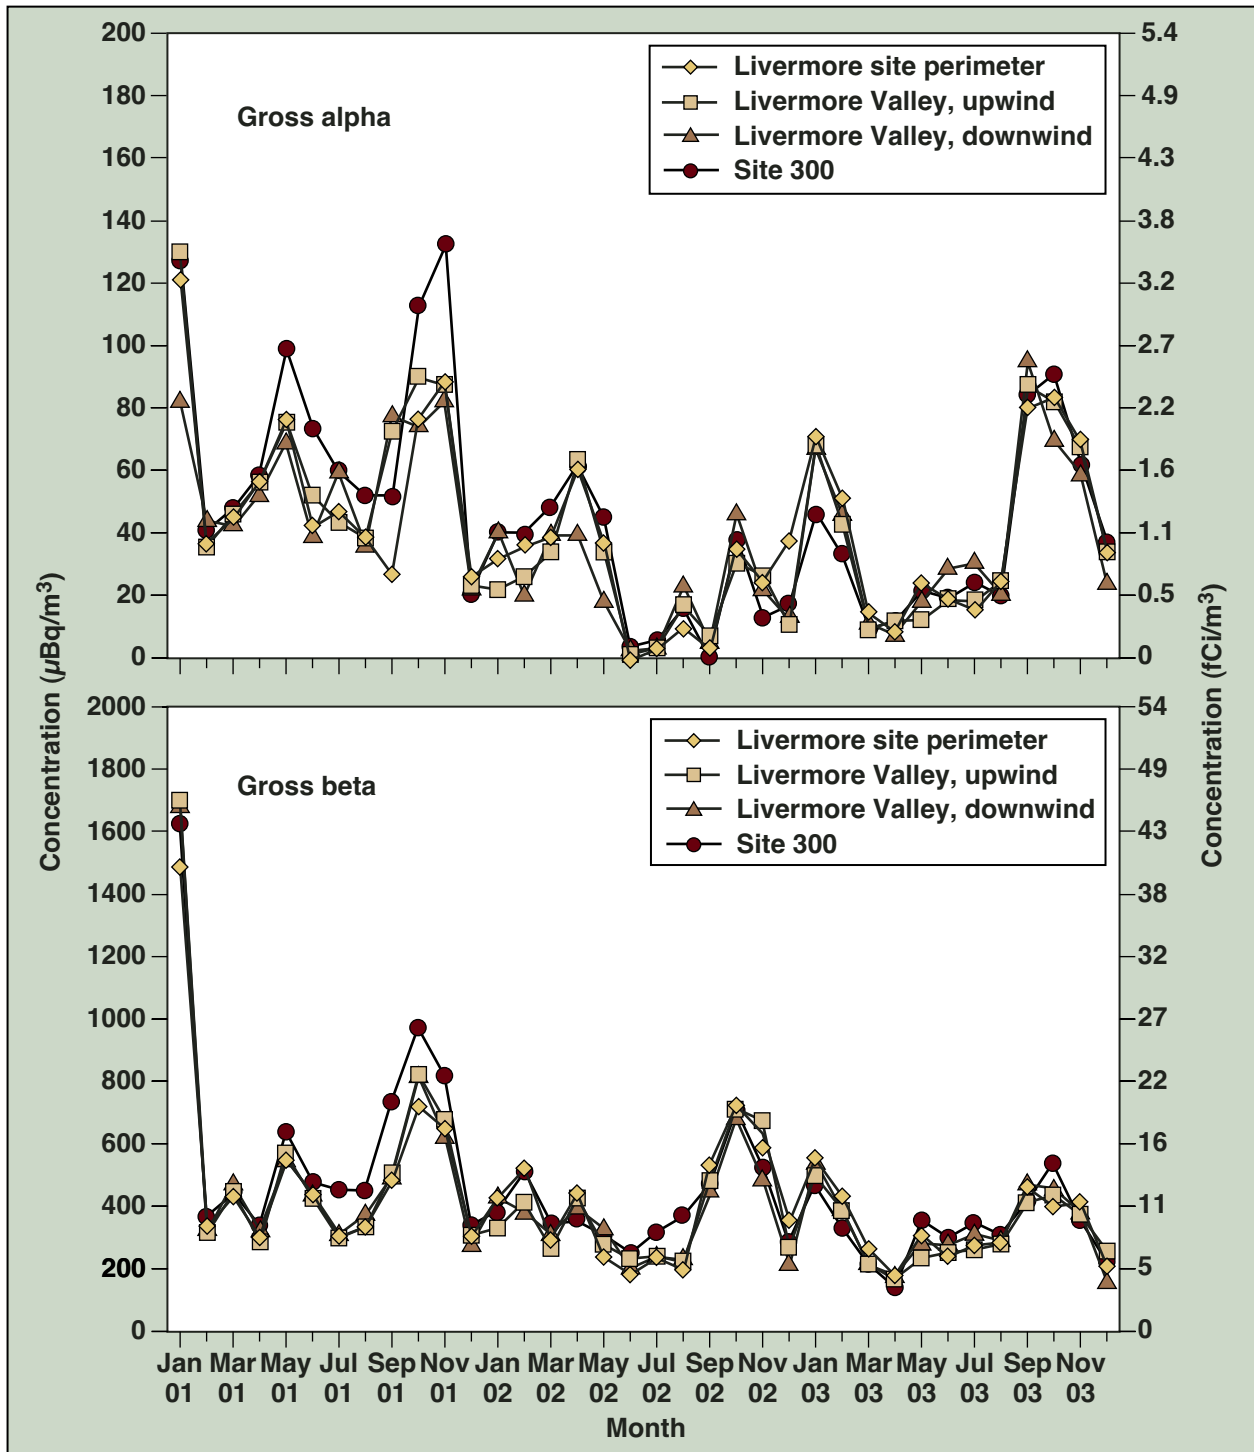 Gross alpha
Livermore site perimeter
Livermore Valley, upwind
Livermore Valley, downwind
Site 300
200
180
160
140
120
100
80
60
40
20
0
5.4
4.9
4.3
3.8
3.2
2.7
2.2
1.6
1.1
0.5
0
Concentration (μBq/m³)
Concentration (fCi/m³)
Gross beta
Livermore site perimeter
Livermore Valley, upwind
Livermore Valley, downwind
Site 300
2000
1800
1600
1400
1200
1000
800
600
400
200
0
54
49
43
38
32
27
22
16
11
5
0
Jan Mar May Jul Sep Nov Jan Mar May Jul Sep Nov Jan Mar May Jul Sep Nov
01 01 01 01 01 01 02 02 02 02 02 02 03 03 03 03 03 03
Month